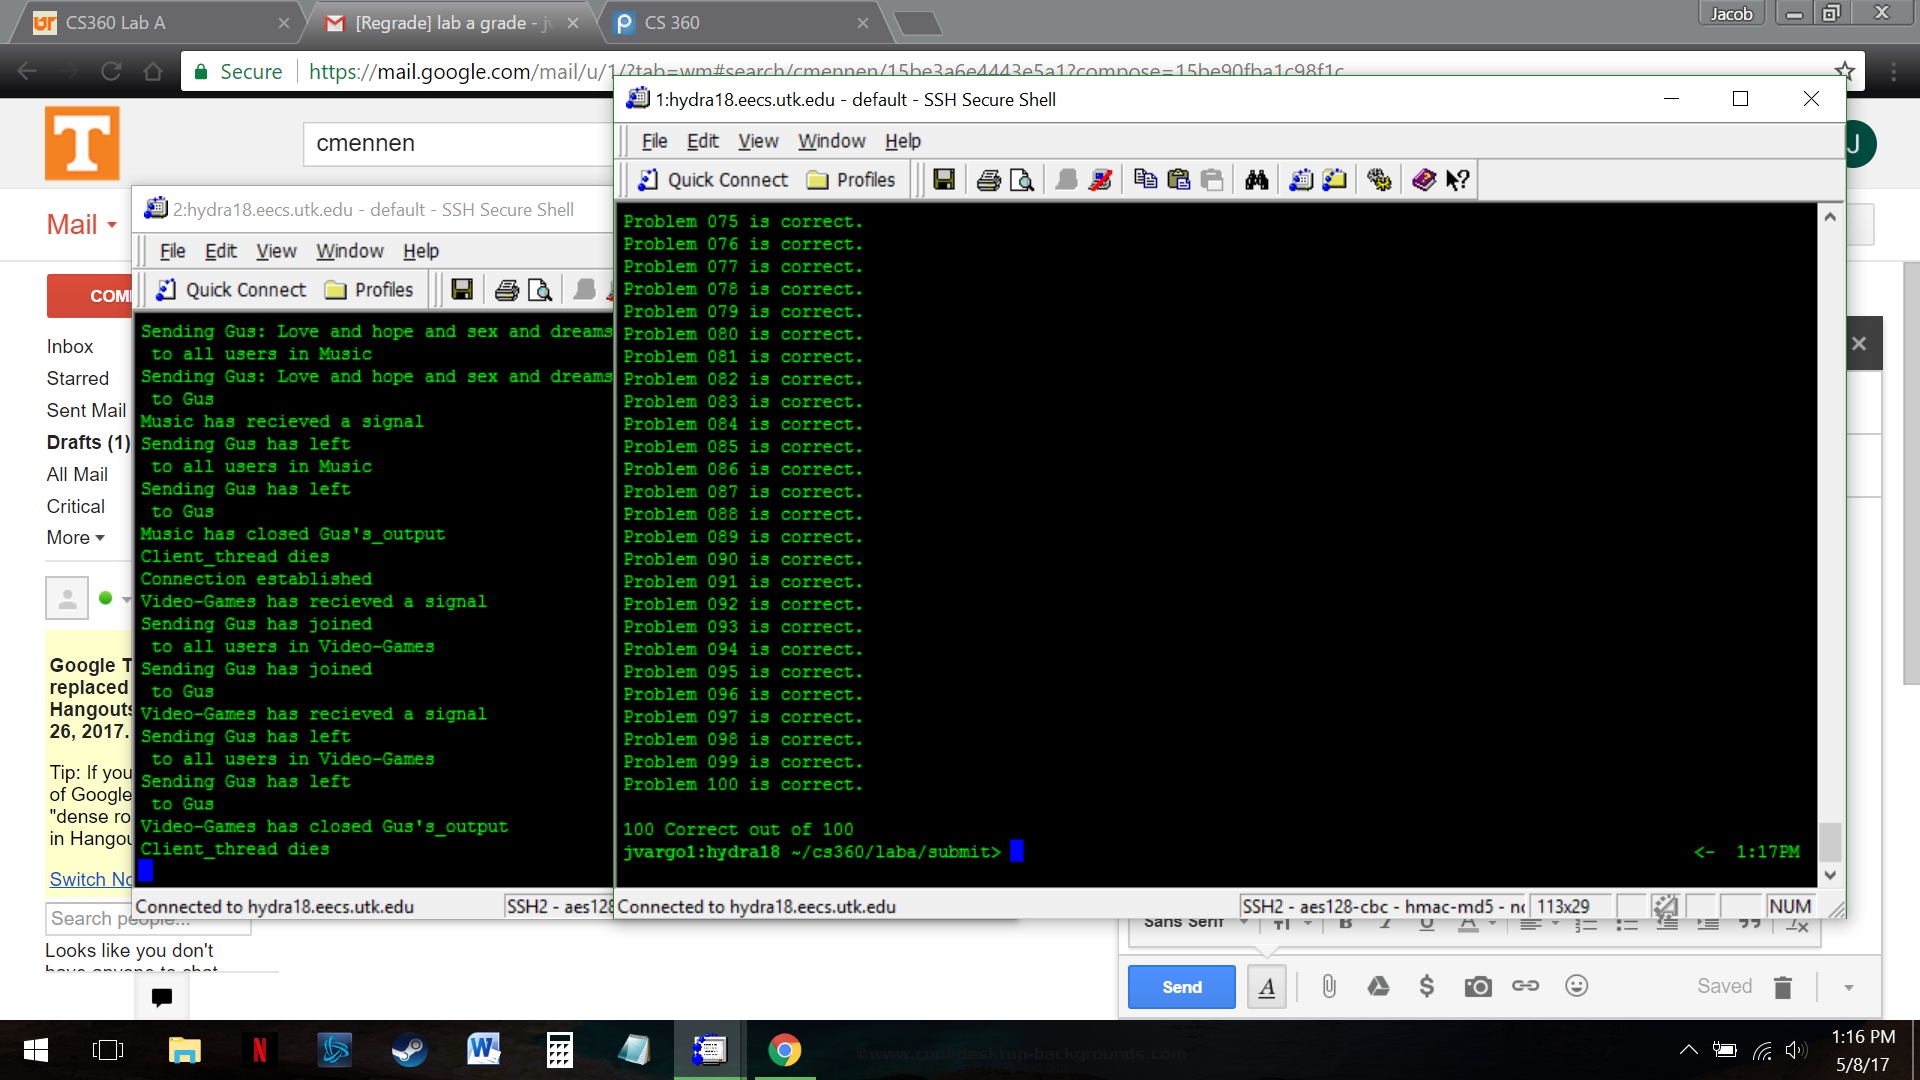 CS360 Lab A
[Regrade] lab a grade - jv
CS 360
Jacob
Secure
https://mail.google.com/mail/u/1/?tab=wm#search/cmennen/15be3a6e4443e5a1?compose=15be90fba1c98f1c
1:hydra18.eecs.utk.edu - default - SSH Secure Shell
File Edit View Window Help
Quick Connect Profiles
Problem 075 is correct.
Problem 076 is correct.
Problem 077 is correct.
Problem 078 is correct.
Problem 079 is correct.
Problem 080 is correct.
Problem 081 is correct.
Problem 082 is correct.
Problem 083 is correct.
Problem 084 is correct.
Problem 085 is correct.
Problem 086 is correct.
Problem 087 is correct.
Problem 088 is correct.
Problem 089 is correct.
Problem 090 is correct.
Problem 091 is correct.
Problem 092 is correct.
Problem 093 is correct.
Problem 094 is correct.
Problem 095 is correct.
Problem 096 is correct.
Problem 097 is correct.
Problem 098 is correct.
Problem 099 is correct.
Problem 100 is correct.
100 Correct out of 100
jvargo1:hydra18 ~/cs360/laba/submit>
<- 1:17PM
Connected to hydra18.eecs.utk.edu
SSH2 - aes128-cbc - hmac-md5 - nc
113x29
NUM
T
cmennen
J
2:hydra18.eecs.utk.edu - default - SSH Secure Shell
File Edit View Window Help
Quick Connect Profiles
Sending Gus: Love and hope and sex and dreams
to all users in Music
Sending Gus: Love and hope and sex and dreams
to Gus
Music has recieved a signal
Sending Gus has left
to all users in Music
Sending Gus has left
to Gus
Music has closed Gus's_output
Client_thread dies
Connection established
Video-Games has recieved a signal
Sending Gus has joined
to all users in Video-Games
Sending Gus has joined
to Gus
Video-Games has recieved a signal
Sending Gus has left
to all users in Video-Games
Sending Gus has left
to Gus
Video-Games has closed Gus's_output
Client_thread dies
Connected to hydra18.eecs.utk.edu
SSH2 - aes128
Mail
COM
Inbox
Starred
Sent Mail
Drafts (1)
All Mail
Critical
More
Google T
replaced
Hangouts
26, 2017.
Tip: If you
of Google
"dense ro
in Hangou
Switch No
Search people...
Looks like you don't
have anyone to chat
Sans Serif
Send
Saved
©www.cool-desktop-backgrounds.com
1:16 PM
5/8/17